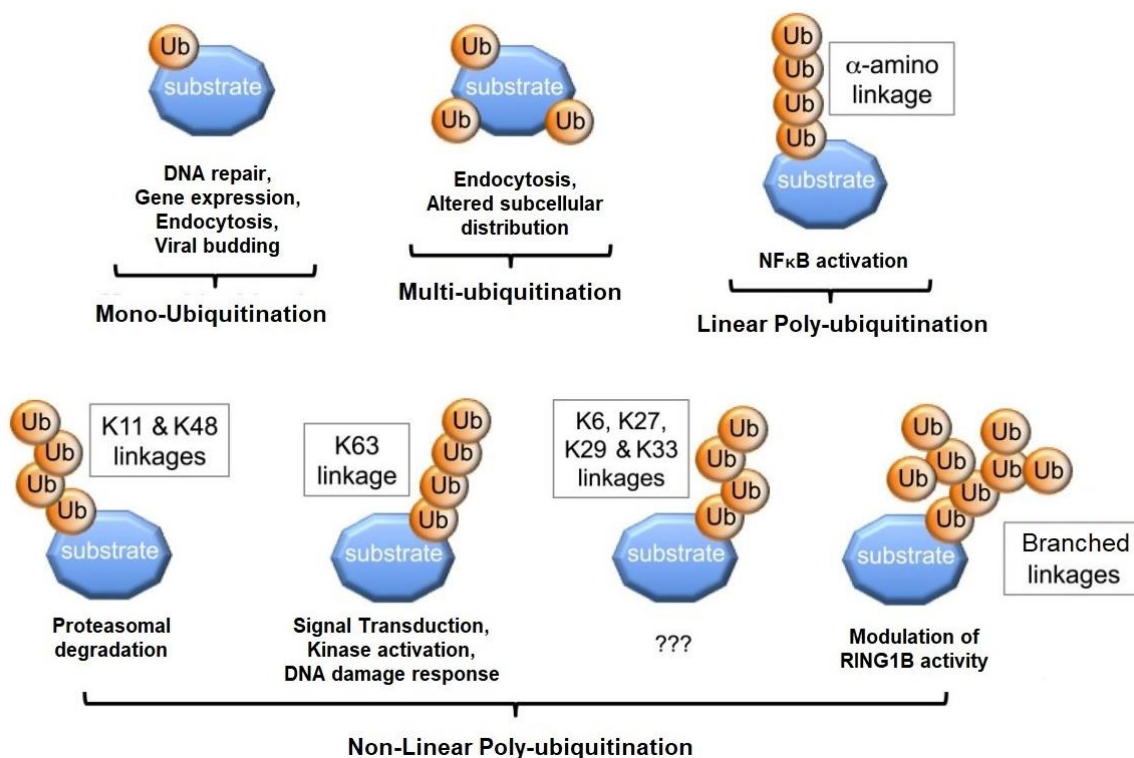 Ub
substrate
DNA repair,
Gene expression,
Endocytosis,
Viral budding
Mono-Ubiquitination
Ub
substrate
Ub
Ub
Endocytosis,
Altered subcellular
distribution
Multi-ubiquitination
Ub
Ub
Ub
Ub
substrate
α-amino
linkage
NFκB activation
Linear Poly-ubiquitination
Ub
Ub
Ub
Ub
substrate
K11 & K48
linkages
Proteasomal
degradation
Ub
Ub
Ub
Ub
substrate
K63
linkage
Signal Transduction,
Kinase activation,
DNA damage response
Ub
Ub
Ub
Ub
substrate
K6, K27,
K29 & K33
linkages
???
Ub
Ub
Ub
Ub
Ub
Ub
Ub
Ub
substrate
Branched
linkages
Modulation of
RING1B activity
Non-Linear Poly-ubiquitination